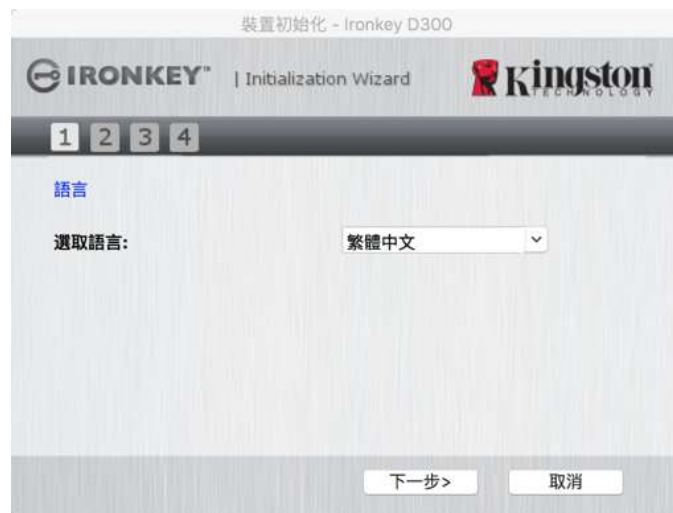 裝置初始化 - Ironkey D300
IRONKEY™ | Initialization Wizard
Kingston
TECHNOLOGY
1 2 3 4
語言
選取語言: 繁體中文
下一步> 取消